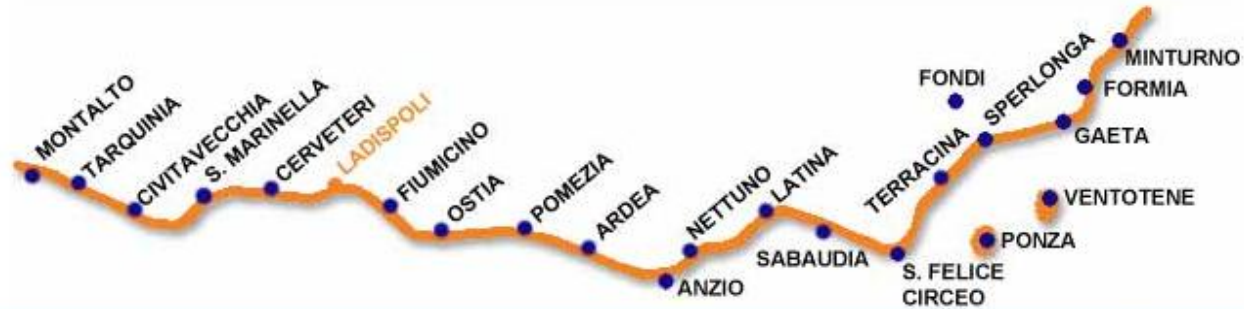 MONTALTO
TARQUINIA
CIVITAVECCHIA
S. MARINELLA
CERVETERI
LADISPOLI
FIUMICINO
OSTIA
POMEZIA
ARDEA
ANZIO
NETTUNO
LATINA
SABAUDIA
S. FELICE
CIRCEO
TERRACINA
FONDI
SPERLONGA
GAETA
FORMIA
MINTURNO
VENTOTENE
PONZA